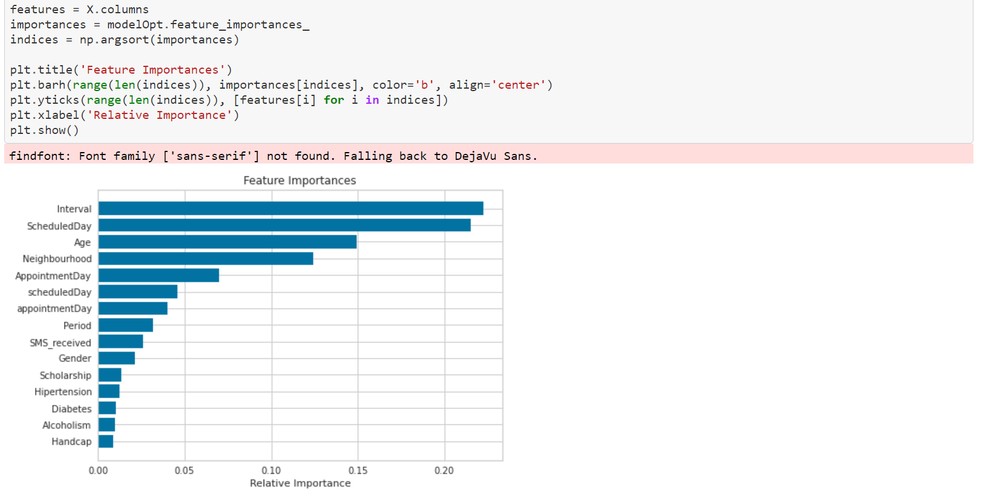 features = X.columns
importances = modelOpt.feature_importances_
indices = np.argsort(importances)
plt.title('Feature Importances')
plt.barh(range(len(indices)), importances[indices], color='b', align='center')
plt.yticks(range(len(indices)), [features[i] for i in indices])
plt.xlabel('Relative Importance')
plt.show()
findfont: Font family ['sans-serif'] not found. Falling back to DejaVu Sans.
Feature Importances
Interval
ScheduledDay
Age
Neighbourhood
AppointmentDay
scheduledDay
appointmentDay
Period
SMS_received
Gender
Scholarship
Hipertension
Diabetes
Alcoholism
Handcap
0.00 0.05 0.10 0.15 0.20
Relative Importance